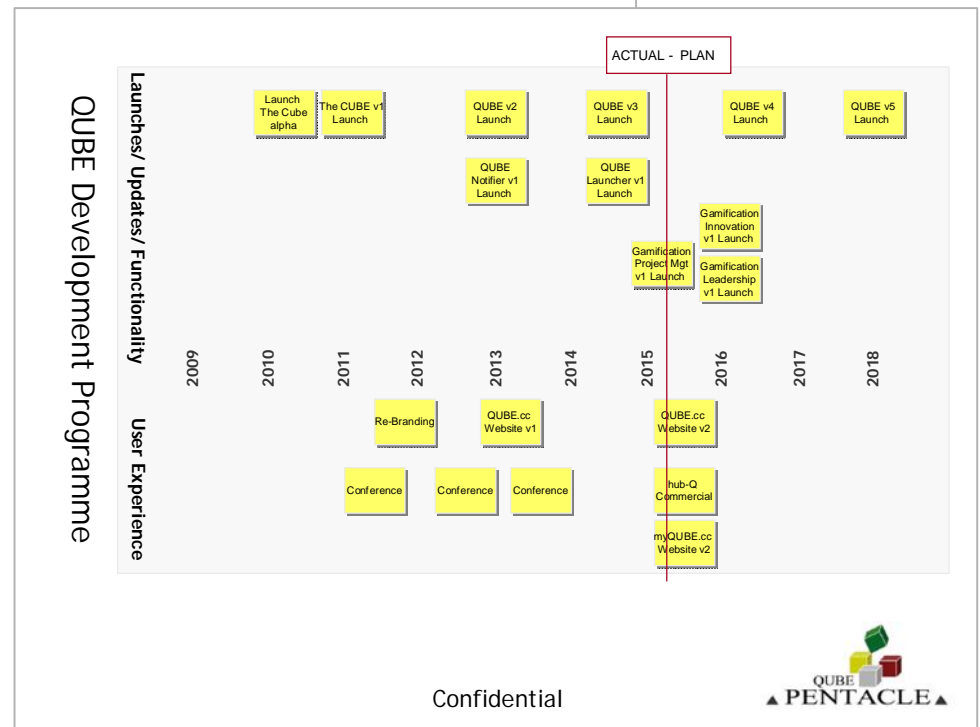 ACTUAL - PLAN
QUBE Development Programme
Launches/ Updates/ Functionality
Launch
The Cube
alpha
The CUBE v1
Launch
QUBE v2
Launch
QUBE v3
Launch
QUBE v4
Launch
QUBE v5
Launch
QUBE
Notifier v1
Launch
QUBE
Launcher v1
Launch
Gamification
Innovation
v1 Launch
Gamification
Project Mgt
v1 Launch
Gamification
Leadership
v1 Launch
2009
2010
2011
2012
2013
2014
2015
2016
2017
2018
User Experience
Re-Branding
QUBE.cc
Website v1
QUBE.cc
Website v2
Conference
Conference
Conference
hub-Q
Commercial
myQUBE.cc
Website v2
Confidential
QUBE
PENTACLE